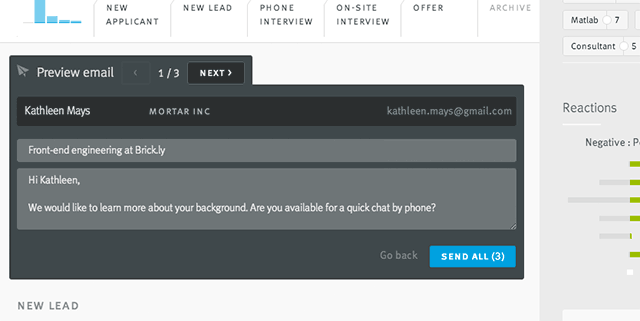 NEW APPLICANT
NEW LEAD
PHONE INTERVIEW
ON-SITE INTERVIEW
OFFER
ARCHIVE
Matlab 7
Consultant 5
Preview email
‹ 1 / 3 NEXT ›
Kathleen Mays MORTAR INC kathleen.mays@gmail.com
Front-end engineering at Brick.ly
Hi Kathleen,
We would like to learn more about your background. Are you available for a quick chat by phone?
Go back SEND ALL (3)
NEW LEAD
Reactions
Negative : P